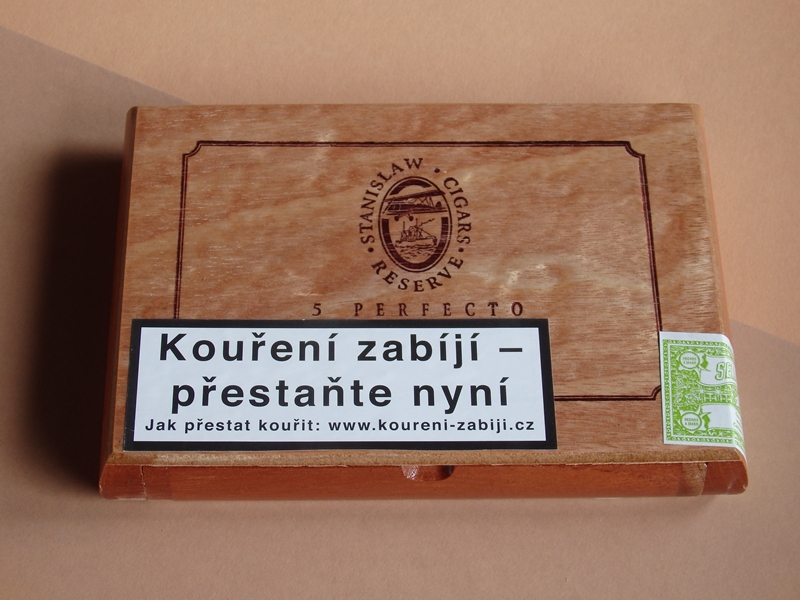 STANISLAW · CIGARS
· RESERVE ·
5 PERFECTO
Kouření zabíjí –
přestaňte nyní
Jak přestat kouřit: www.koureni-zabiji.cz